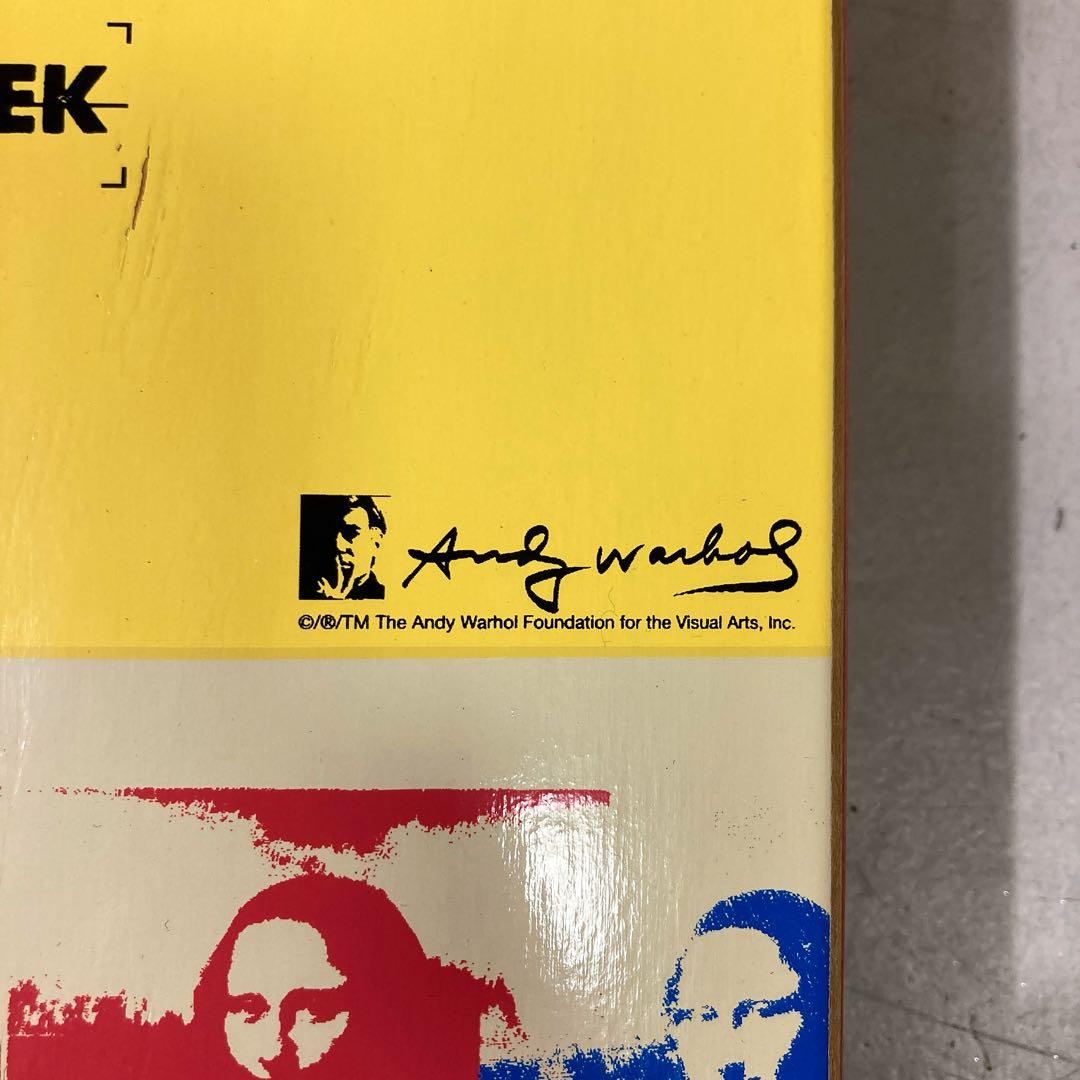 EK
Andy Warhol
©/®/TM The Andy Warhol Foundation for the Visual Arts, Inc.